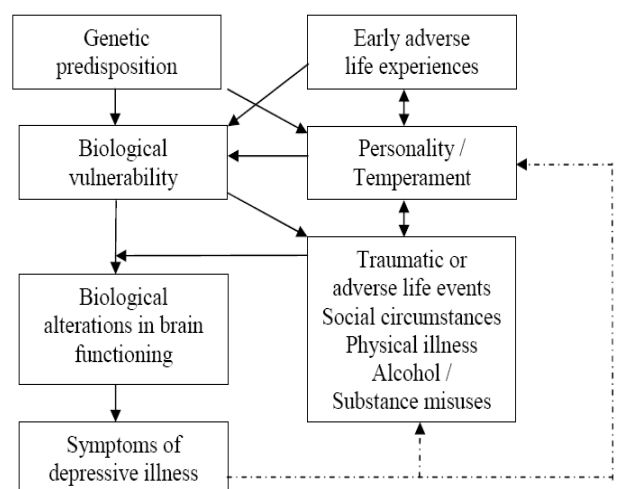 Genetic
predisposition
Early adverse
life experiences
Biological
vulnerability
Personality /
Temperament
Biological
alterations in brain
functioning
Traumatic or
adverse life events
Social circumstances
Physical illness
Alcohol /
Substance misuses
Symptoms of
depressive illness